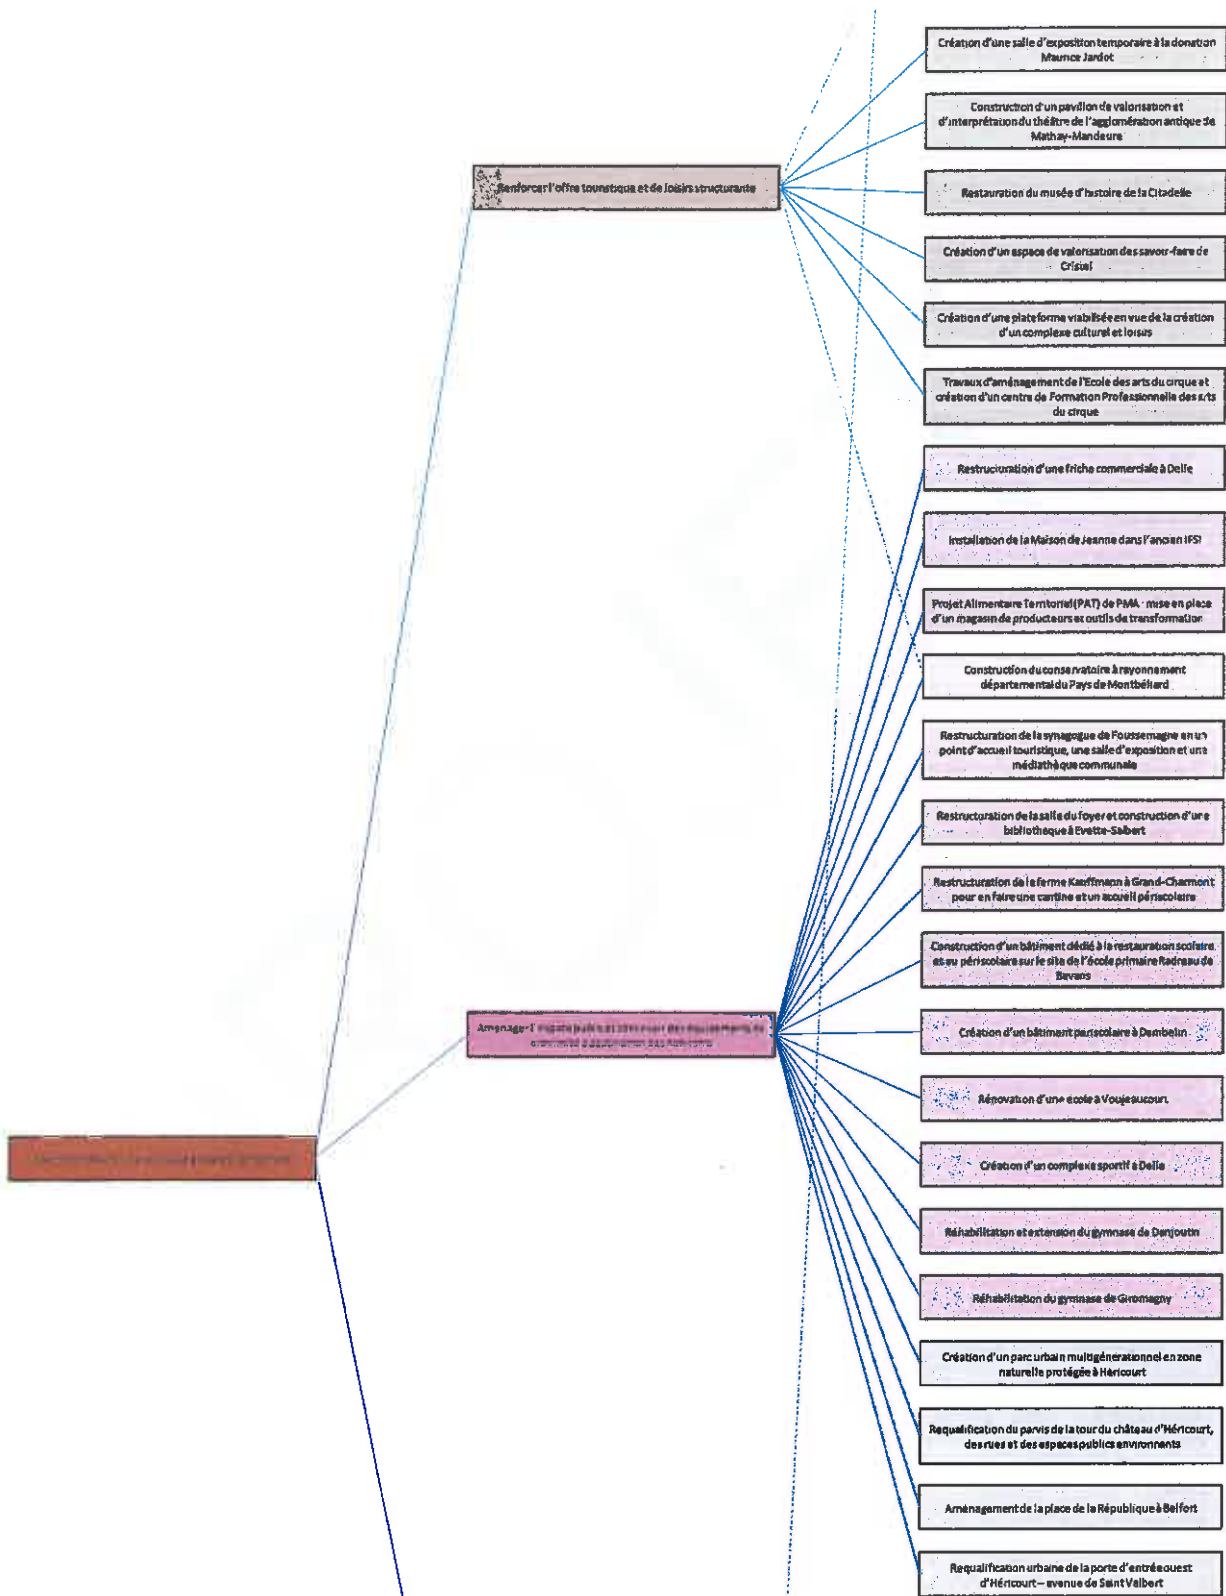 Création d'une salle d'exposition temporaire à la donation
Maurice Jardot
Construction d'un pavillon de valorisation et
d'interprétation du théâtre de l'agglomération antique de
Mathay-Mandeure
Renforcer l'offre touristique et de loisirs structurante
Restauration du musée d'histoire de la Citadelle
Création d'un espace de valorisation des savoir-faire de
Cristel
Création d'une plateforme viabilisée en vue de la création
d'un complexe culturel et loisirs
Travaux d'aménagement de l'Ecole des arts du cirque et
création d'un centre de Formation Professionnelle des arts
du cirque
Restructuration d'une friche commerciale à Delle
Installation de la Maison de Jeanne dans l'ancien IFSI
Projet Alimentaire Territorial (PAT) de PMA - mise en place
d'un magasin de producteurs et outils de transformation
Construction du conservatoire à rayonnement
départemental du Pays de Montbéliard
Restructuration de la synagogue de Foussemagne en un
point d'accueil touristique, une salle d'exposition et une
médiathèque communale
Restructuration de la salle du foyer et construction d'une
bibliothèque à Evette-Salbert
Restructuration de la ferme Kauffmann à Grand-Charmont
pour en faire une cantine et un accueil périscolaire
Construction d'un bâtiment dédié à la restauration scolaire
et au périscolaire sur le site de l'école primaire Radreau de
Bavans
Aménager l'espace public et
Création d'un bâtiment périscolaire à Dambelin
Rénovation d'une école à Voujeaucourt
Création d'un complexe sportif à Delle
Réhabilitation et extension du gymnase de Danjoutin
Réhabilitation du gymnase de Giromagny
Création d'un parc urbain multigénérationnel en zone
naturelle protégée à Héricourt
Requalification du parvis de la tour du château d'Héricourt,
des rues et des espaces publics environnants
Aménagement de la place de la République à Belfort
Requalification urbaine de la porte d'entrée ouest
d'Héricourt – avenue de Saint Valbert